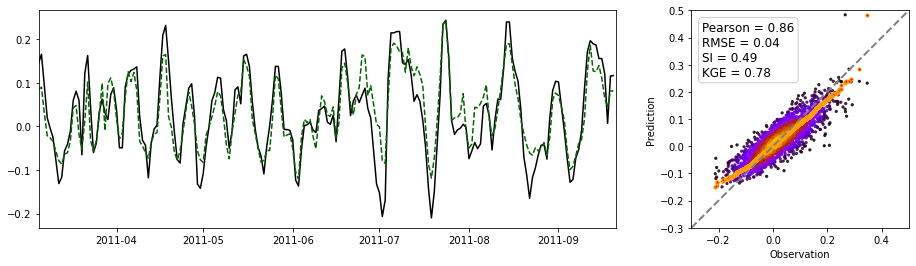 0.2
0.1
0.0
−0.1
−0.2
2011-04 2011-05 2011-06 2011-07 2011-08 2011-09
Pearson = 0.86
RMSE = 0.04
SI = 0.49
KGE = 0.78
Prediction
0.5
0.4
0.3
0.2
0.1
0.0
−0.1
−0.2
−0.3
−0.2 0.0 0.2 0.4
Observation